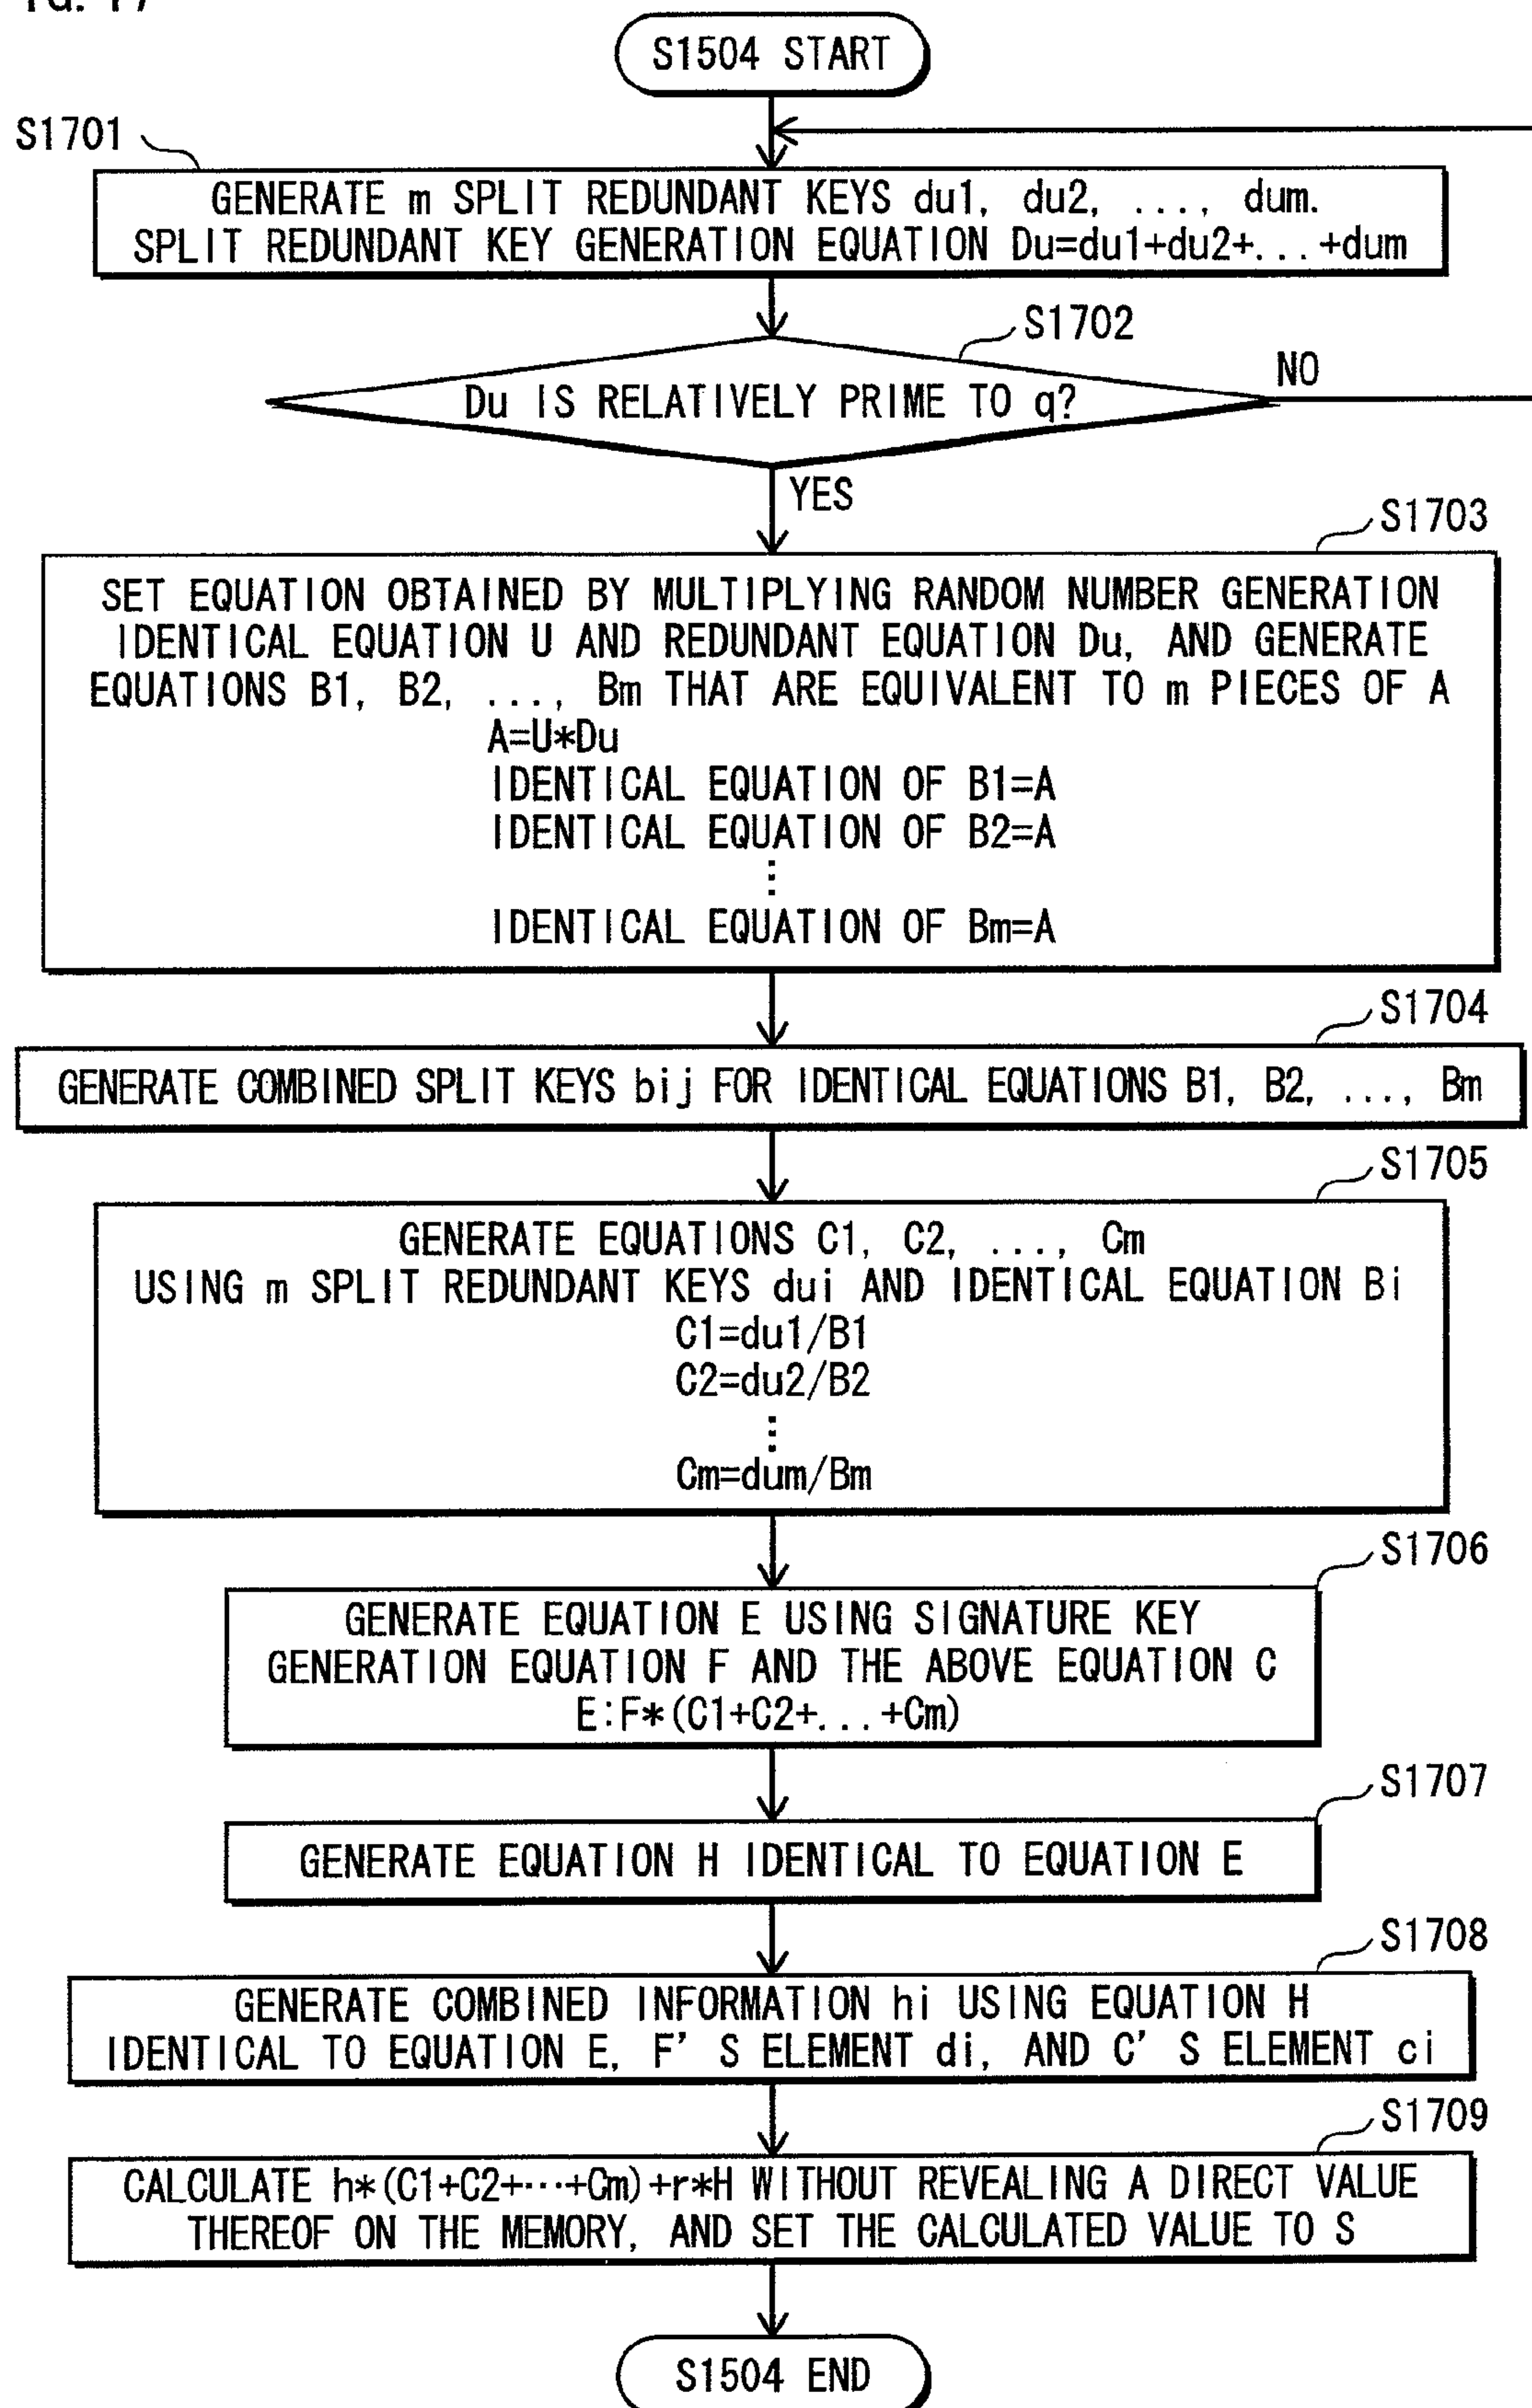 S1504 START
S1701
GENERATE m SPLIT REDUNDANT KEYS du1, du2, ..., dum.
SPLIT REDUNDANT KEY GENERATION EQUATION Du=du1+du2+...+dum
S1702
Du IS RELATIVELY PRIME TO q?
NO
YES
S1703
SET EQUATION OBTAINED BY MULTIPLYING RANDOM NUMBER GENERATION
IDENTICAL EQUATION U AND REDUNDANT EQUATION Du, AND GENERATE
EQUATIONS B1, B2, ..., Bm THAT ARE EQUIVALENT TO m PIECES OF A
A=U*Du
IDENTICAL EQUATION OF B1=A
IDENTICAL EQUATION OF B2=A
⋮
IDENTICAL EQUATION OF Bm=A
S1704
GENERATE COMBINED SPLIT KEYS bij FOR IDENTICAL EQUATIONS B1, B2, ..., Bm
S1705
GENERATE EQUATIONS C1, C2, ..., Cm
USING m SPLIT REDUNDANT KEYS dui AND IDENTICAL EQUATION Bi
C1=du1/B1
C2=du2/B2
⋮
Cm=dum/Bm
S1706
GENERATE EQUATION E USING SIGNATURE KEY
GENERATION EQUATION F AND THE ABOVE EQUATION C
E:F*(C1+C2+...+Cm)
S1707
GENERATE EQUATION H IDENTICAL TO EQUATION E
S1708
GENERATE COMBINED INFORMATION hi USING EQUATION H
IDENTICAL TO EQUATION E, F' S ELEMENT di, AND C' S ELEMENT ci
S1709
CALCULATE h*(C1+C2+···+Cm)+r*H WITHOUT REVEALING A DIRECT VALUE
THEREOF ON THE MEMORY, AND SET THE CALCULATED VALUE TO S
S1504 END